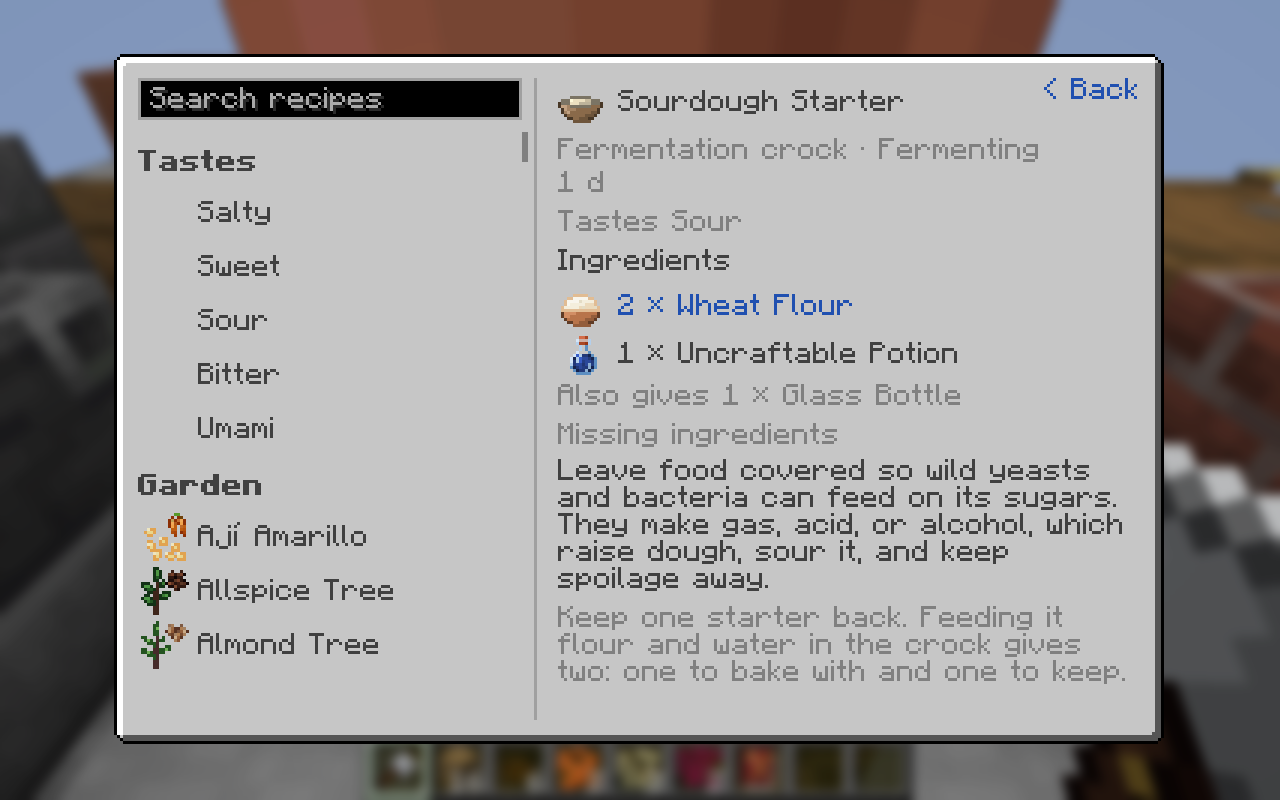 Search recipes
Tastes
Salty
Sweet
Sour
Bitter
Umami
Garden
Ají Amarillo
Allspice Tree
Almond Tree
< Back
Sourdough Starter
Fermentation crock · Fermenting
1 d
Tastes Sour
Ingredients
2 × Wheat Flour
1 × Uncraftable Potion
Also gives 1 × Glass Bottle
Missing ingredients
Leave food covered so wild yeasts
and bacteria can feed on its sugars.
They make gas, acid, or alcohol, which
raise dough, sour it, and keep
spoilage away.
Keep one starter back. Feeding it
flour and water in the crock gives
two: one to bake with and one to keep.